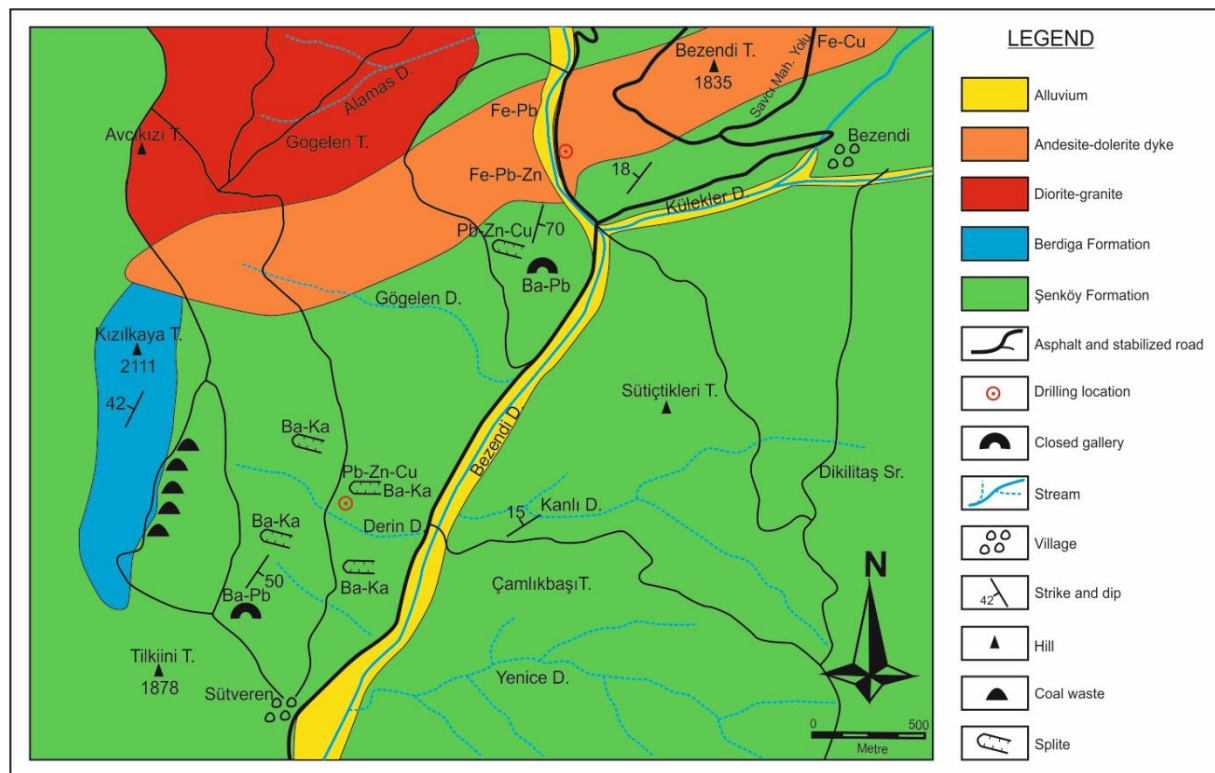 Bezendi T.
1835
Fe-Cu
Savcı Mah. Yolu
Alamas D.
Fe-Pb
Avcıkızı T.
Gögelen T.
Bezendi
18
Fe-Pb-Zn
Külekler D.
Pb-Zn-Cu
70
Ba-Pb
Gögelen D.
Kızılkaya T.
2111
Sütiçtikleri T.
42
Bezendi D.
Ba-Ka
Pb-Zn-Cu
Ba-Ka
Dikilitaş Sr.
Kanlı D.
15
Ba-Ka
Derin D.
50
Ba-Ka
Ba-Pb
Çamlıkbaşı T.
N
Tilkiini T.
1878
Sütveren
Yenice D.
0 500
Metre
LEGEND
Alluvium
Andesite-dolerite dyke
Diorite-granite
Berdiga Formation
Şenköy Formation
Asphalt and stabilized road
Drilling location
Closed gallery
Stream
Village
42
Strike and dip
Hill
Coal waste
Splite